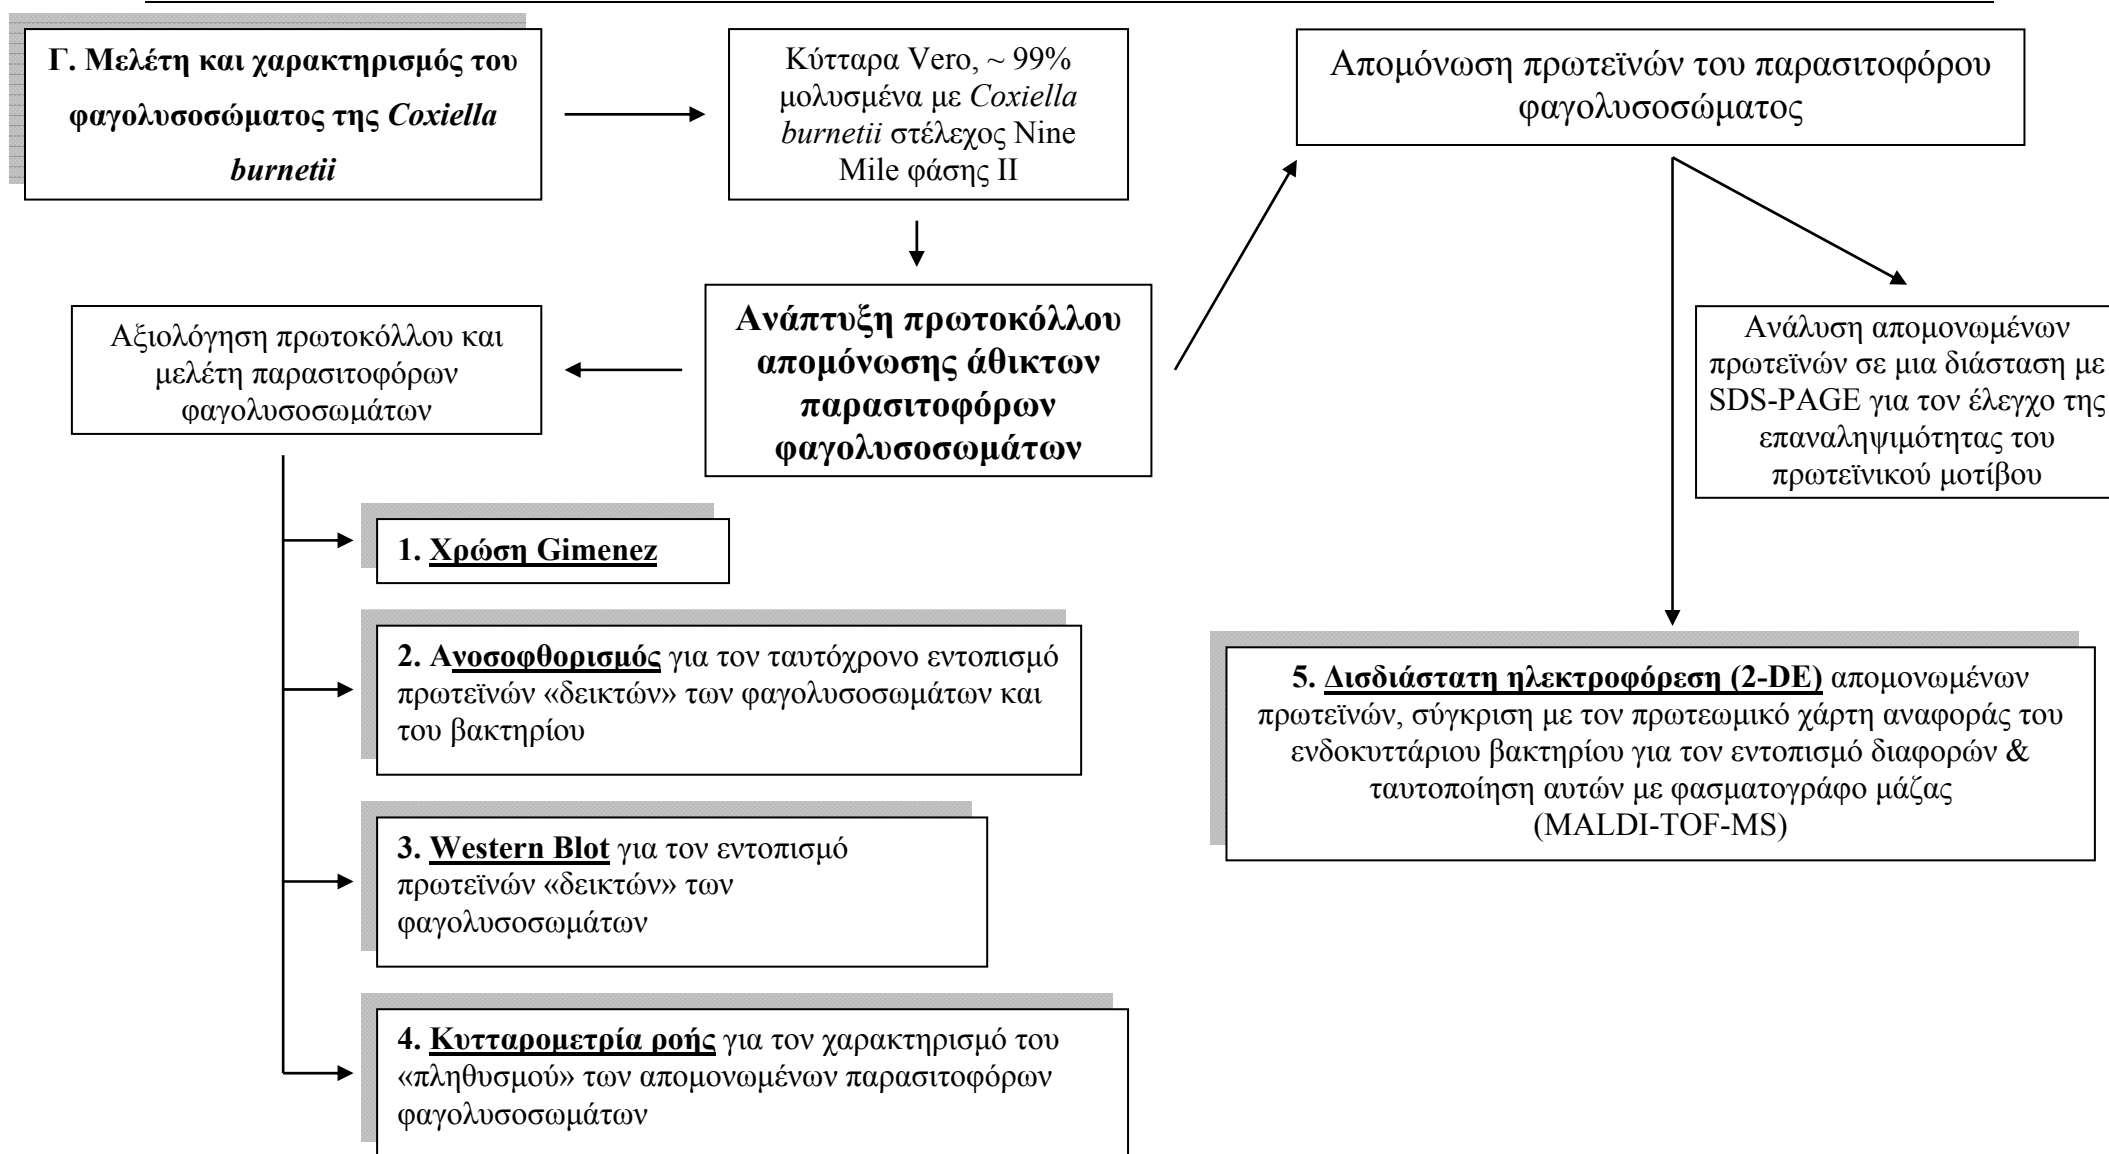 Γ. Μελέτη και χαρακτηρισμός του
φαγολυσοσώματος της Coxiella
burnetii
Κύτταρα Vero, ~ 99%
μολυσμένα με Coxiella
burnetii στέλεχος Nine
Mile φάσης II
Απομόνωση πρωτεϊνών του παρασιτοφόρου
φαγολυσοσώματος
Αξιολόγηση πρωτοκόλλου και
μελέτη παρασιτοφόρων
φαγολυσοσωμάτων
Ανάπτυξη πρωτοκόλλου
απομόνωσης άθικτων
παρασιτοφόρων
φαγολυσοσωμάτων
Ανάλυση απομονωμένων
πρωτεϊνών σε μια διάσταση με
SDS-PAGE για τον έλεγχο της
επαναληψιμότητας του
πρωτεϊνικού μοτίβου
1. Χρώση Gimenez
2. Ανοσοφθορισμός για τον ταυτόχρονο εντοπισμό
πρωτεϊνών «δεικτών» των φαγολυσοσωμάτων και
του βακτηρίου
3. Western Blot για τον εντοπισμό
πρωτεϊνών «δεικτών» των
φαγολυσοσωμάτων
4. Κυτταρομετρία ροής για τον χαρακτηρισμό του
«πληθυσμού» των απομονωμένων παρασιτοφόρων
φαγολυσοσωμάτων
5. Δισδιάστατη ηλεκτροφόρεση (2-DE) απομονωμένων
πρωτεϊνών, σύγκριση με τον πρωτεωμικό χάρτη αναφοράς του
ενδοκυττάριου βακτηρίου για τον εντοπισμό διαφορών &
ταυτοποίηση αυτών με φασματογράφο μάζας
(MALDI-TOF-MS)